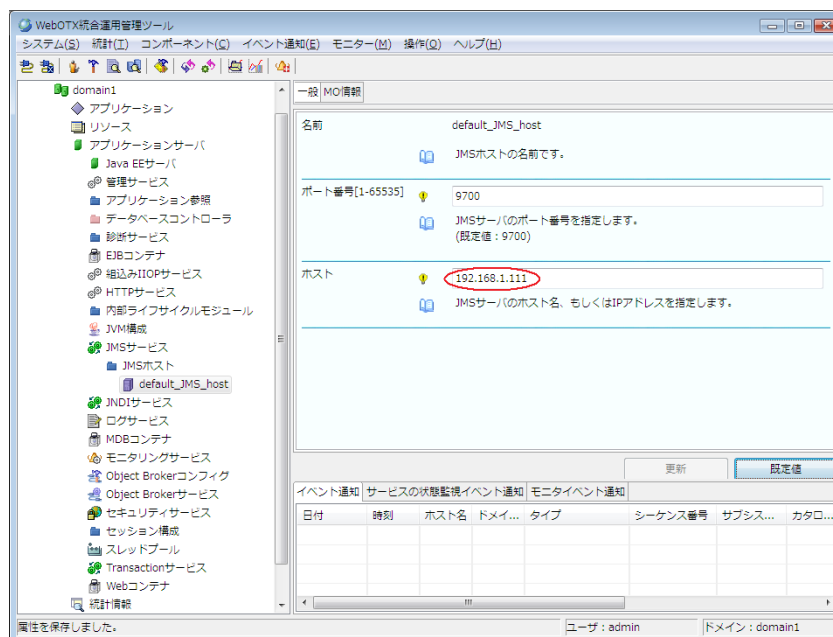 WebOTX統合運用管理ツール
システム(S) 統計(T) コンポーネント(C) イベント通知(E) モニター(M) 操作(O) ヘルプ(H)
domain1
アプリケーション
リソース
アプリケーションサーバ
Java EEサーバ
管理サービス
アプリケーション参照
データベースコントローラ
診断サービス
EJBコンテナ
組込みIIOPサービス
HTTPサービス
内部ライフサイクルモジュール
JVM構成
JMSサービス
JMSホスト
default_JMS_host
JNDIサービス
ログサービス
MDBコンテナ
モニタリングサービス
Object Brokerコンフィグ
Object Brokerサービス
セキュリティサービス
セッション構成
スレッドプール
Transactionサービス
Webコンテナ
統計情報
一般 MO情報
名前 default_JMS_host
JMSホストの名前です。
ポート番号[1-65535] 9700
JMSサーバのポート番号を指定します。
(既定値:9700)
ホスト 192.168.1.111
JMSサーバのホスト名、もしくはIPアドレスを指定します。
更新 既定値
イベント通知 サービスの状態監視イベント通知 モニタイベント通知
日付 時刻 ホスト名 ドメイ... タイプ シーケンス番号 サブシス... カタロ...
属性を保存しました。 ユーザ : admin ドメイン : domain1